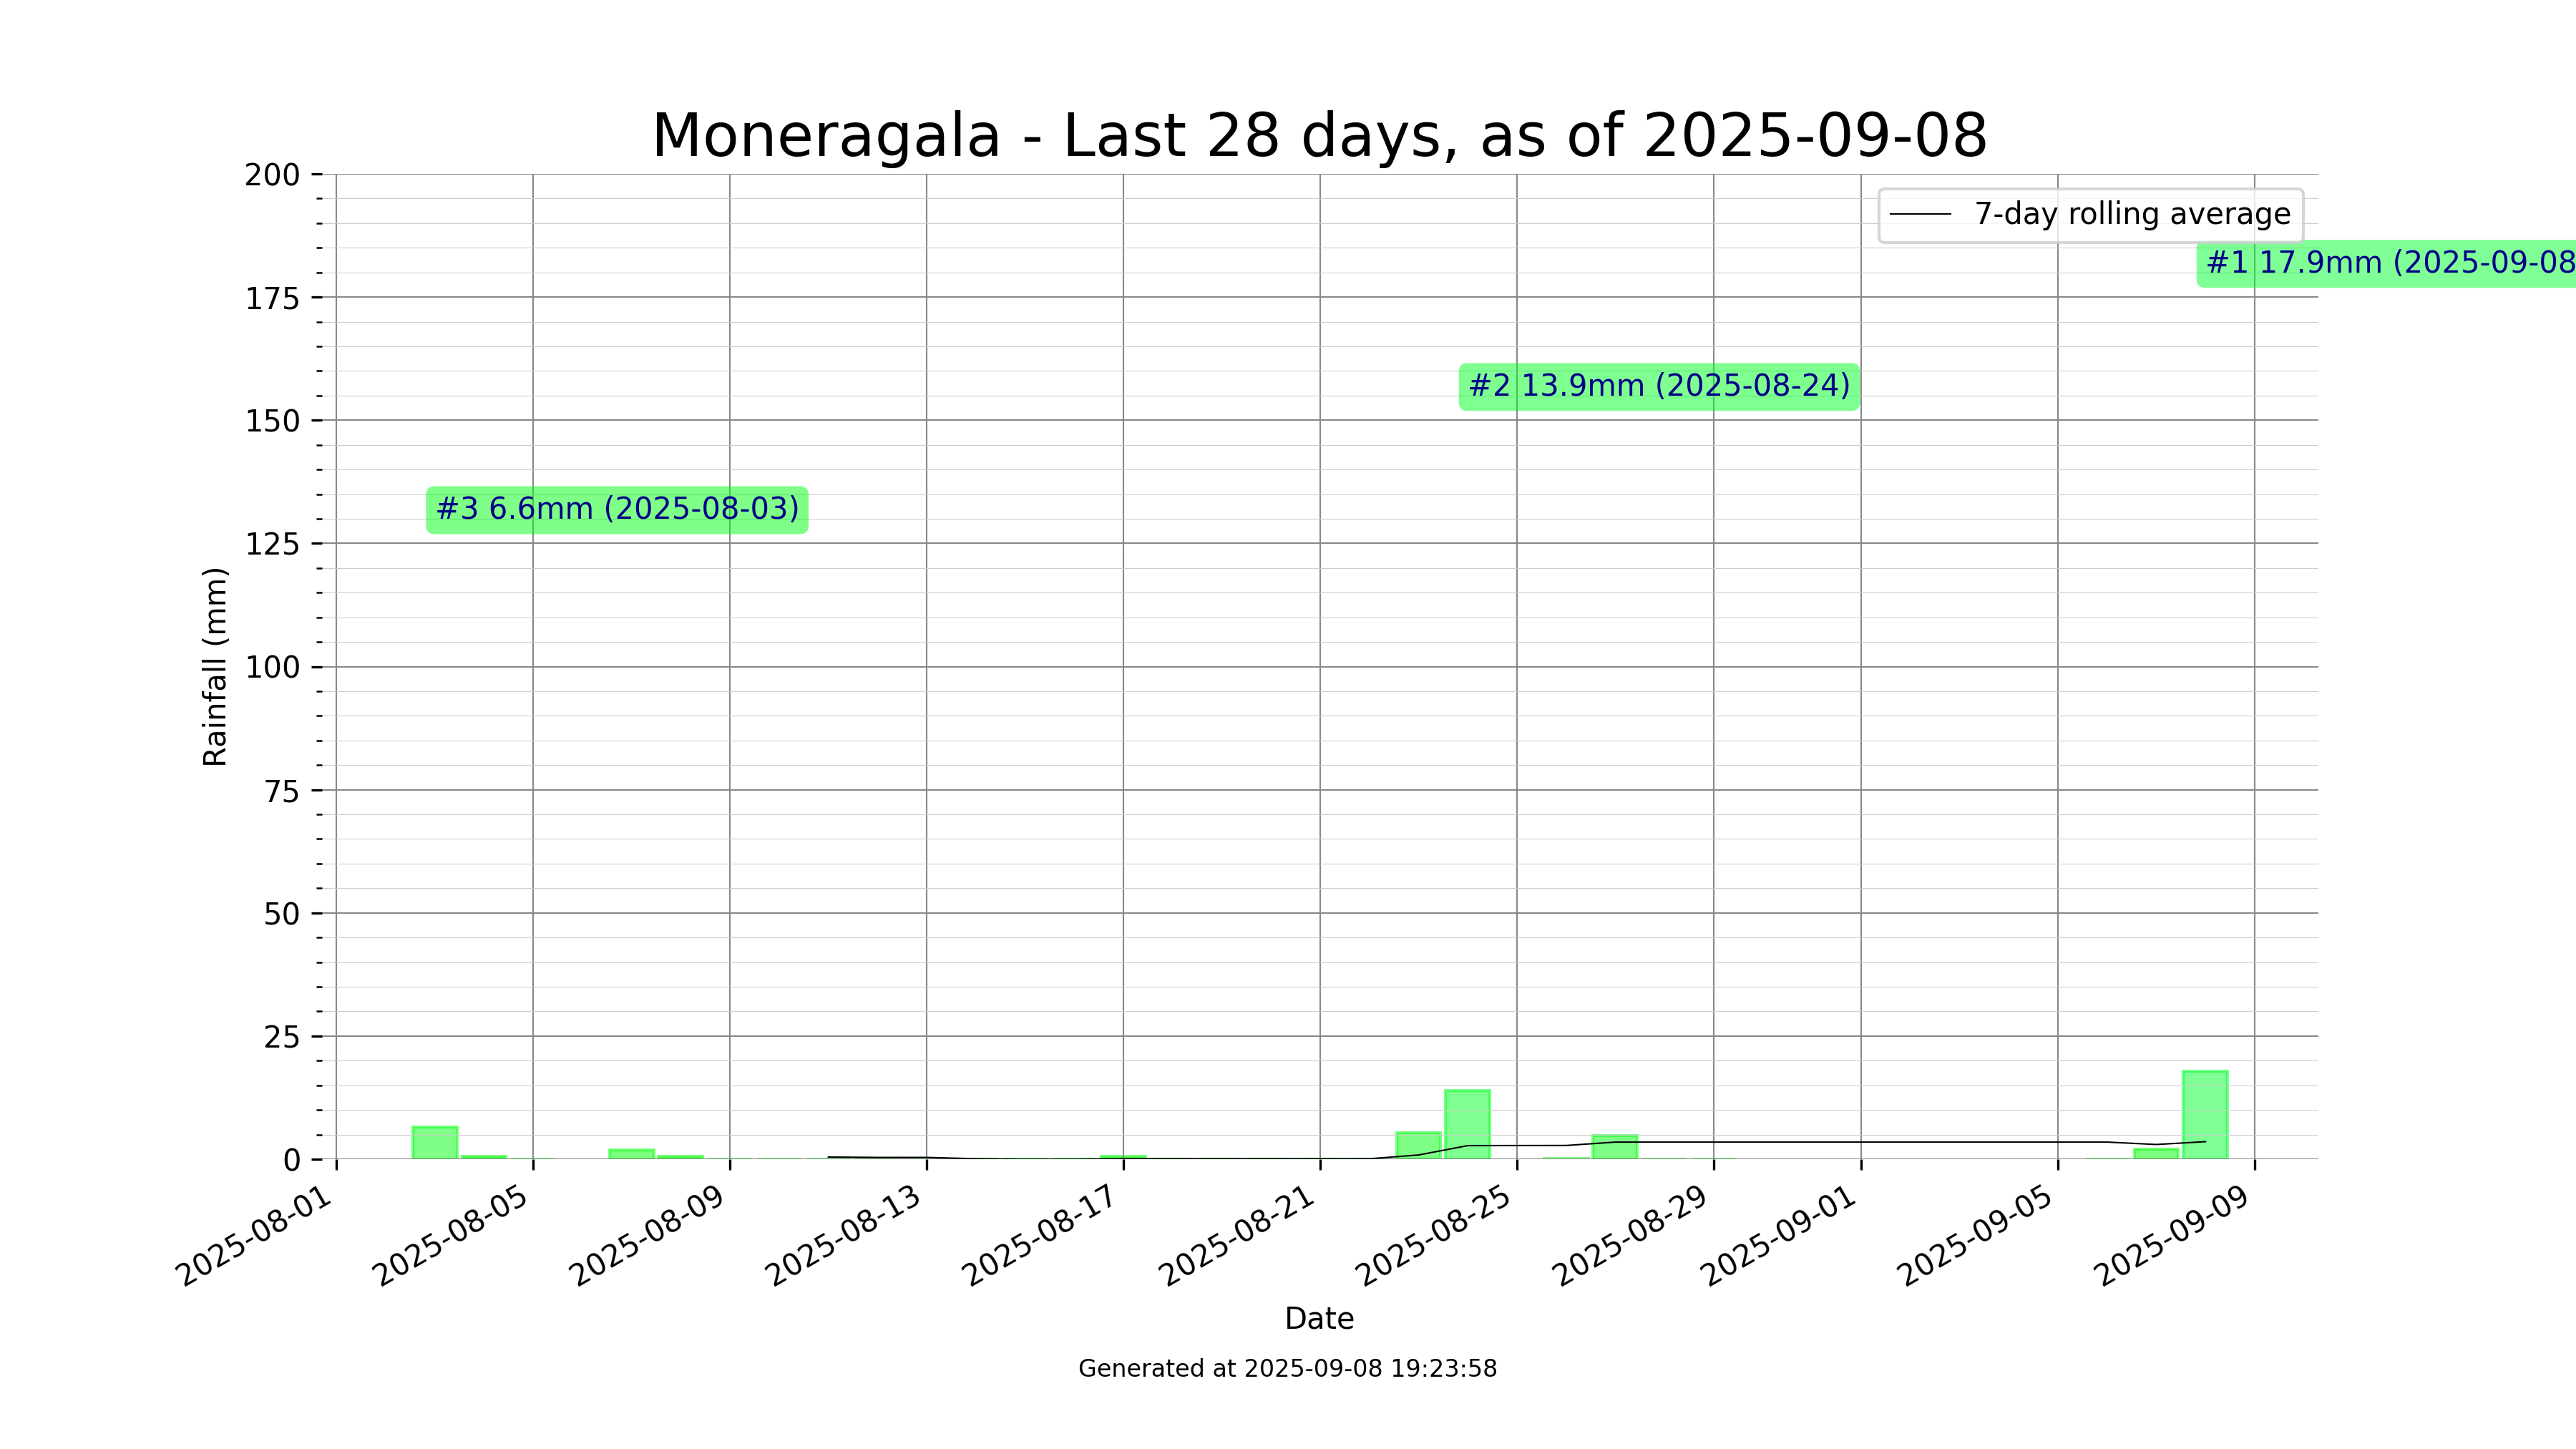 Moneragala - Last 28 days, as of 2025-09-08
200
175
150
125
100
75
50
25
0
Rainfall (mm)
7-day rolling average
#1 17.9mm (2025-09-08
#2 13.9mm (2025-08-24)
#3 6.6mm (2025-08-03)
2025-08-01
2025-08-05
2025-08-09
2025-08-13
2025-08-17
2025-08-21
2025-08-25
2025-08-29
2025-09-01
2025-09-05
2025-09-09
Date
Generated at 2025-09-08 19:23:58